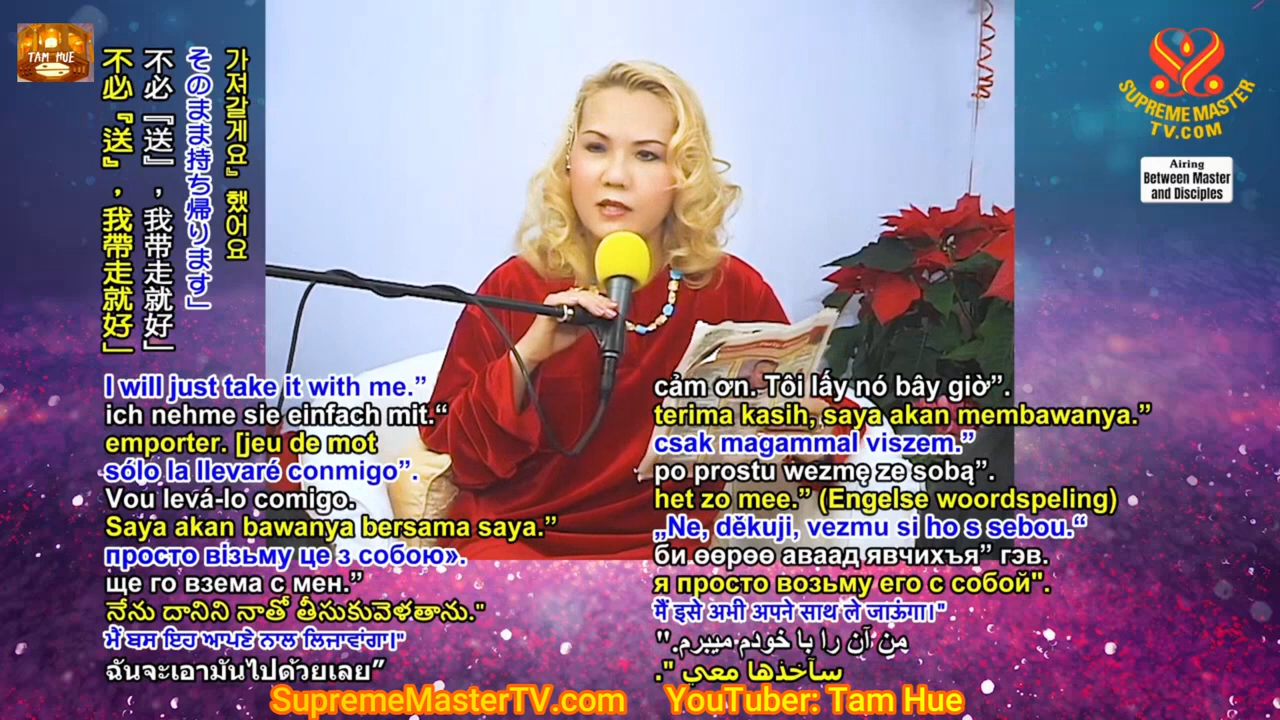 TAM HUE
SUPREME MASTER
TV.COM
Airing
Between Master
and Disciples
가져갈게요』했어요
そのまま持ち帰ります」
不必『送』，我带走就好」
不必『送』，我帶走就好」
I will just take it with me.”
ich nehme sie einfach mit.“
emporter. [jeu de mot
sólo la llevaré conmigo”.
Vou levá-lo comigo.
Saya akan bawanya bersama saya.”
просто візьму це з собою».
ще го взема с мен.”
నేను దానిని నాతో తీసుకువెళతాను."
ਮੈਂ ਬਸ ਇਹ ਆਪਣੇ ਨਾਲ ਲਿਜਾਵਾਂਗਾ।"
ฉันจะเอามันไปด้วยเลย”
cảm ơn. Tôi lấy nó bây giờ”.
terima kasih, saya akan membawanya.”
csak magammal viszem.”
po prostu wezmę ze sobą”.
het zo mee.” (Engelse woordspeling)
„Ne, děkuji, vezmu si ho s sebou.“
би өөрөө аваад явчихъя” гэв.
я просто возьму его с собой".
मैं इसे अभी अपने साथ ले जाऊंगा।"
من آن را با خودم میبرم."
سآخذها معي ".
SupremeMasterTV.com YouTuber: Tam Hue